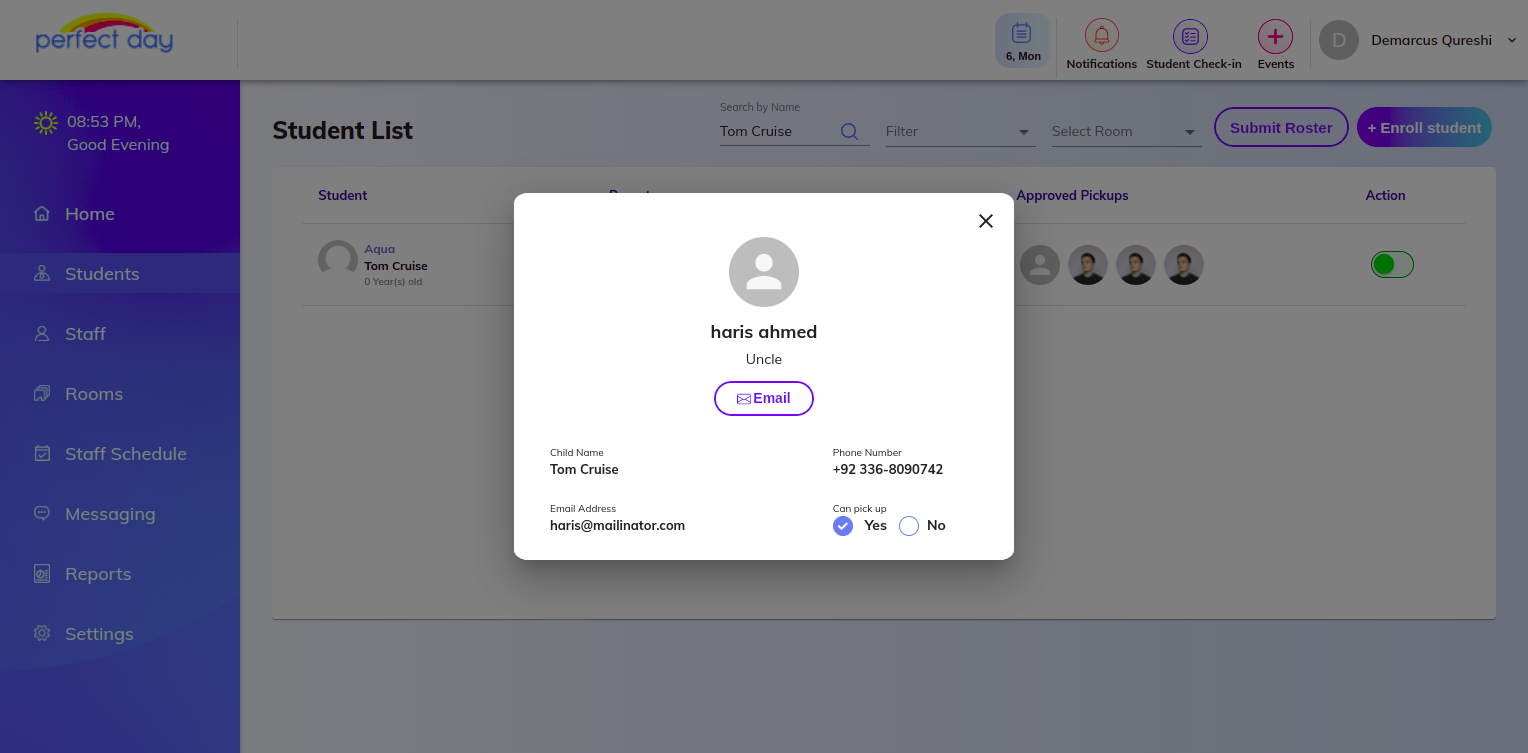 perfect day
6, Mon
Notifications
Student Check-in
Events
D
Demarcus Qureshi
08:53 PM,
Good Evening
Home
Students
Staff
Rooms
Staff Schedule
Messaging
Reports
Settings
Student List
Search by Name
Tom Cruise
Filter
Select Room
Submit Roster
+ Enroll student
Student
Approved Pickups
Action
Aqua
Tom Cruise
0 Year(s) old
haris ahmed
Uncle
Email
Child Name
Tom Cruise
Phone Number
+92 336-8090742
Email Address
haris@mailinator.com
Can pick up
Yes
No